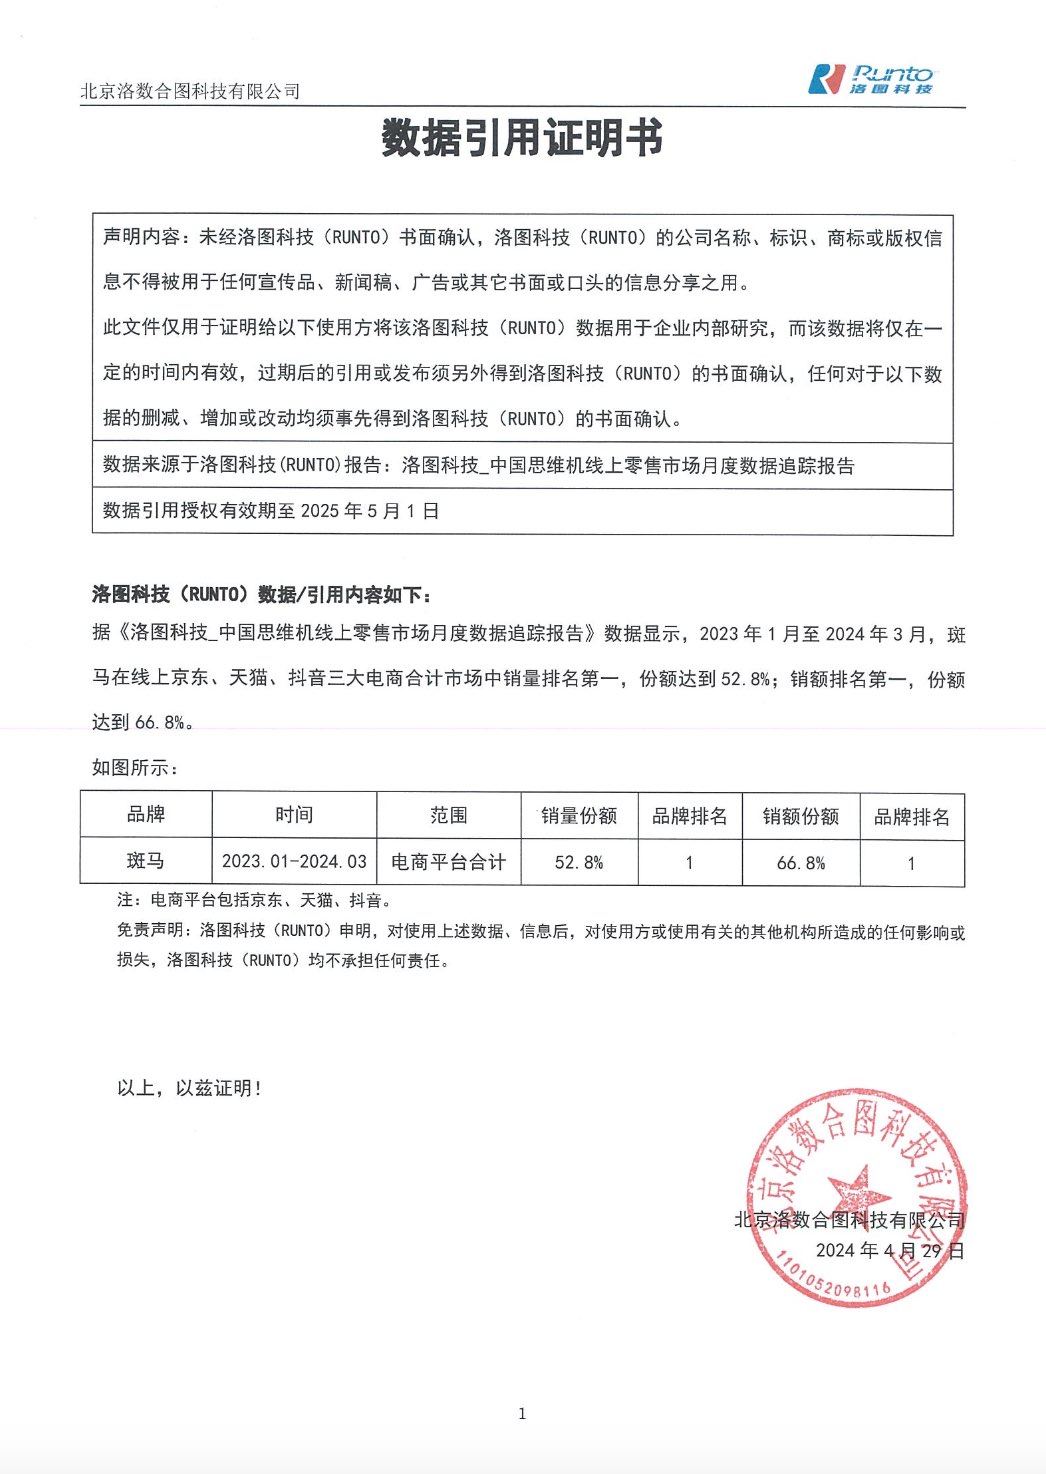 北京洛数合图科技有限公司
Runto
洛图科技
数据引用证明书
声明内容：未经洛图科技（RUNTO）书面确认，洛图科技（RUNTO）的公司名称、标识、商标或版权信
息不得被用于任何宣传品、新闻稿、广告或其它书面或口头的信息分享之用。
此文件仅用于证明给以下使用方将该洛图科技（RUNTO）数据用于企业内部研究，而该数据将仅在一
定的时间内有效，过期后的引用或发布须另外得到洛图科技（RUNTO）的书面确认，任何对于以下数
据的删减、增加或改动均须事先得到洛图科技（RUNTO）的书面确认。
数据来源于洛图科技(RUNTO)报告：洛图科技_中国思维机线上零售市场月度数据追踪报告
数据引用授权有效期至 2025 年 5 月 1 日
洛图科技（RUNTO）数据/引用内容如下：
据《洛图科技_中国思维机线上零售市场月度数据追踪报告》数据显示，2023 年 1 月至 2024 年 3 月，斑
马在线上京东、天猫、抖音三大电商合计市场中销量排名第一，份额达到 52.8%；销额排名第一，份额
达到 66.8%。
如图所示：
品牌 时间 范围 销量份额 品牌排名 销额份额 品牌排名
斑马 2023.01-2024.03 电商平台合计 52.8% 1 66.8% 1
注：电商平台包括京东、天猫、抖音。
免责声明：洛图科技（RUNTO）申明，对使用上述数据、信息后，对使用方或使用有关的其他机构所造成的任何影响或
损失，洛图科技（RUNTO）均不承担任何责任。
以上，以兹证明！
北京洛数合图科技有限公司
北京洛数合图科技有限公司
2024 年 4 月 29 日
1101052098116
1